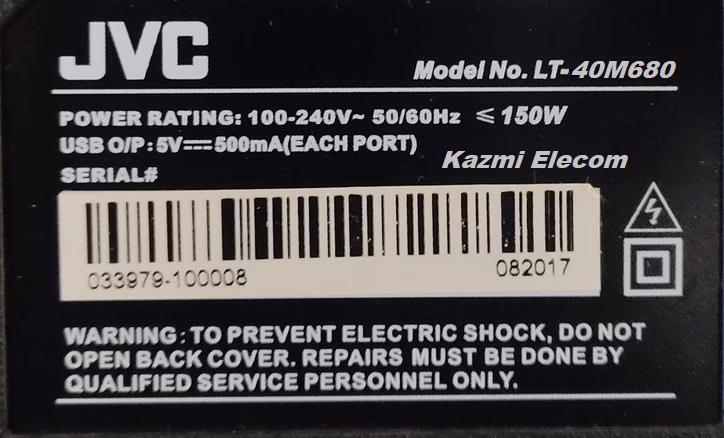 JVC
Model No. LT-40M680
POWER RATING: 100-240V~ 50/60Hz ≤150W
USB O/P: 5V⎓500mA(EACH PORT)
Kazmi Elecom
SERIAL#
033979-100008 082017
WARNING: TO PREVENT ELECTRIC SHOCK, DO NOT
OPEN BACK COVER. REPAIRS MUST BE DONE BY
QUALIFIED SERVICE PERSONNEL ONLY.